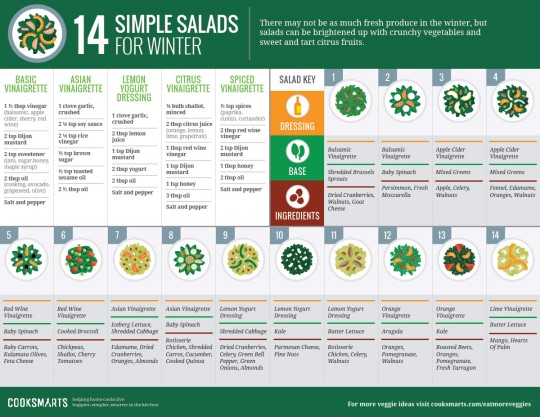 14 SIMPLE SALADS
FOR WINTER
There may not be as much fresh produce in the winter, but
salads can be brightened up with crunchy vegetables and
sweet and tart citrus fruits.
BASIC
VINAIGRETTE
1 ½ tbsp vinegar
(balsamic, apple
cider, sherry, red
wine)
2 tsp Dijon
mustard
2 tsp sweetener
(jam, sugar, honey,
maple syrup)
2 tbsp oil
(cooking, avocado,
grapeseed, olive)
Salt and pepper
ASIAN
VINAIGRETTE
1 clove garlic,
crushed
2 ¼ tsp soy sauce
2 ¼ tsp rice
vinegar
½ tsp brown
sugar
½ tsp toasted
sesame oil
2 ½ tbsp oil
LEMON
YOGURT
DRESSING
1 clove garlic,
crushed
2 tbsp lemon
juice
1 tsp Dijon
mustard
2 tbsp yogurt
2 tbsp oil
Salt and pepper
CITRUS
VINAIGRETTE
¼ bulb shallot,
minced
2 tbsp citrus juice
(orange, lemon,
lime, grapefruit)
1 tbsp red wine
vinegar
1 tsp Dijon
mustard
1 tsp honey
3 tbsp oil
Salt and pepper
SPICED
VINAIGRETTE
½ tsp spices
(paprika,
cumin, coriander)
2 tbsp red wine
vinegar
1 tsp Dijon
mustard
1 tbsp honey
2 tbsp oil
Salt and pepper
SALAD KEY
DRESSING
BASE
INGREDIENTS
1
Balsamic
Vinaigrette
Shredded Brussels
Sprouts
Dried Cranberries,
Walnuts, Goat
Cheese
2
Balsamic
Vinaigrette
Baby Spinach
Persimmon, Fresh
Mozzarella
3
Apple Cider
Vinaigrette
Mixed Greens
Apple, Celery,
Walnuts
4
Apple Cider
Vinaigrette
Mixed Greens
Fennel, Edamame,
Oranges, Walnuts
5
Red Wine
Vinaigrette
Baby Spinach
Baby Carrots,
Kalamata Olives,
Feta Cheese
6
Red Wine
Vinaigrette
Cooked Broccoli
Chickpeas,
Shallot, Cherry
Tomatoes
7
Asian Vinaigrette
Iceberg Lettuce,
Shredded Cabbage
Edamame, Dried
Cranberries,
Oranges, Almonds
8
Asian Vinaigrette
Baby Spinach
Rotisserie
Chicken, Shredded
Carrot, Cucumber,
Cooked Quinoa
9
Lemon Yogurt
Dressing
Shredded Cabbage
Dried Cranberries,
Celery, Green Bell
Pepper, Green
Onions, Almonds
10
Lemon Yogurt
Dressing
Kale
Parmesan Cheese,
Pine Nuts
11
Lemon Yogurt
Dressing
Butter Lettuce
Rotisserie
Chicken, Celery,
Walnuts
12
Orange
Vinaigrette
Arugula
Oranges,
Pomegranate,
Walnuts
13
Orange
Vinaigrette
Kale
Roasted Beets,
Oranges,
Pomegranate,
Fresh Tarragon
14
Lime Vinaigrette
Butter Lettuce
Mango, Hearts
Of Palm
COOKSMARTS
helping home cooks live
happier, simpler, smarter in the kitchen
For more veggie ideas visit cooksmarts.com/eatmoreveggies